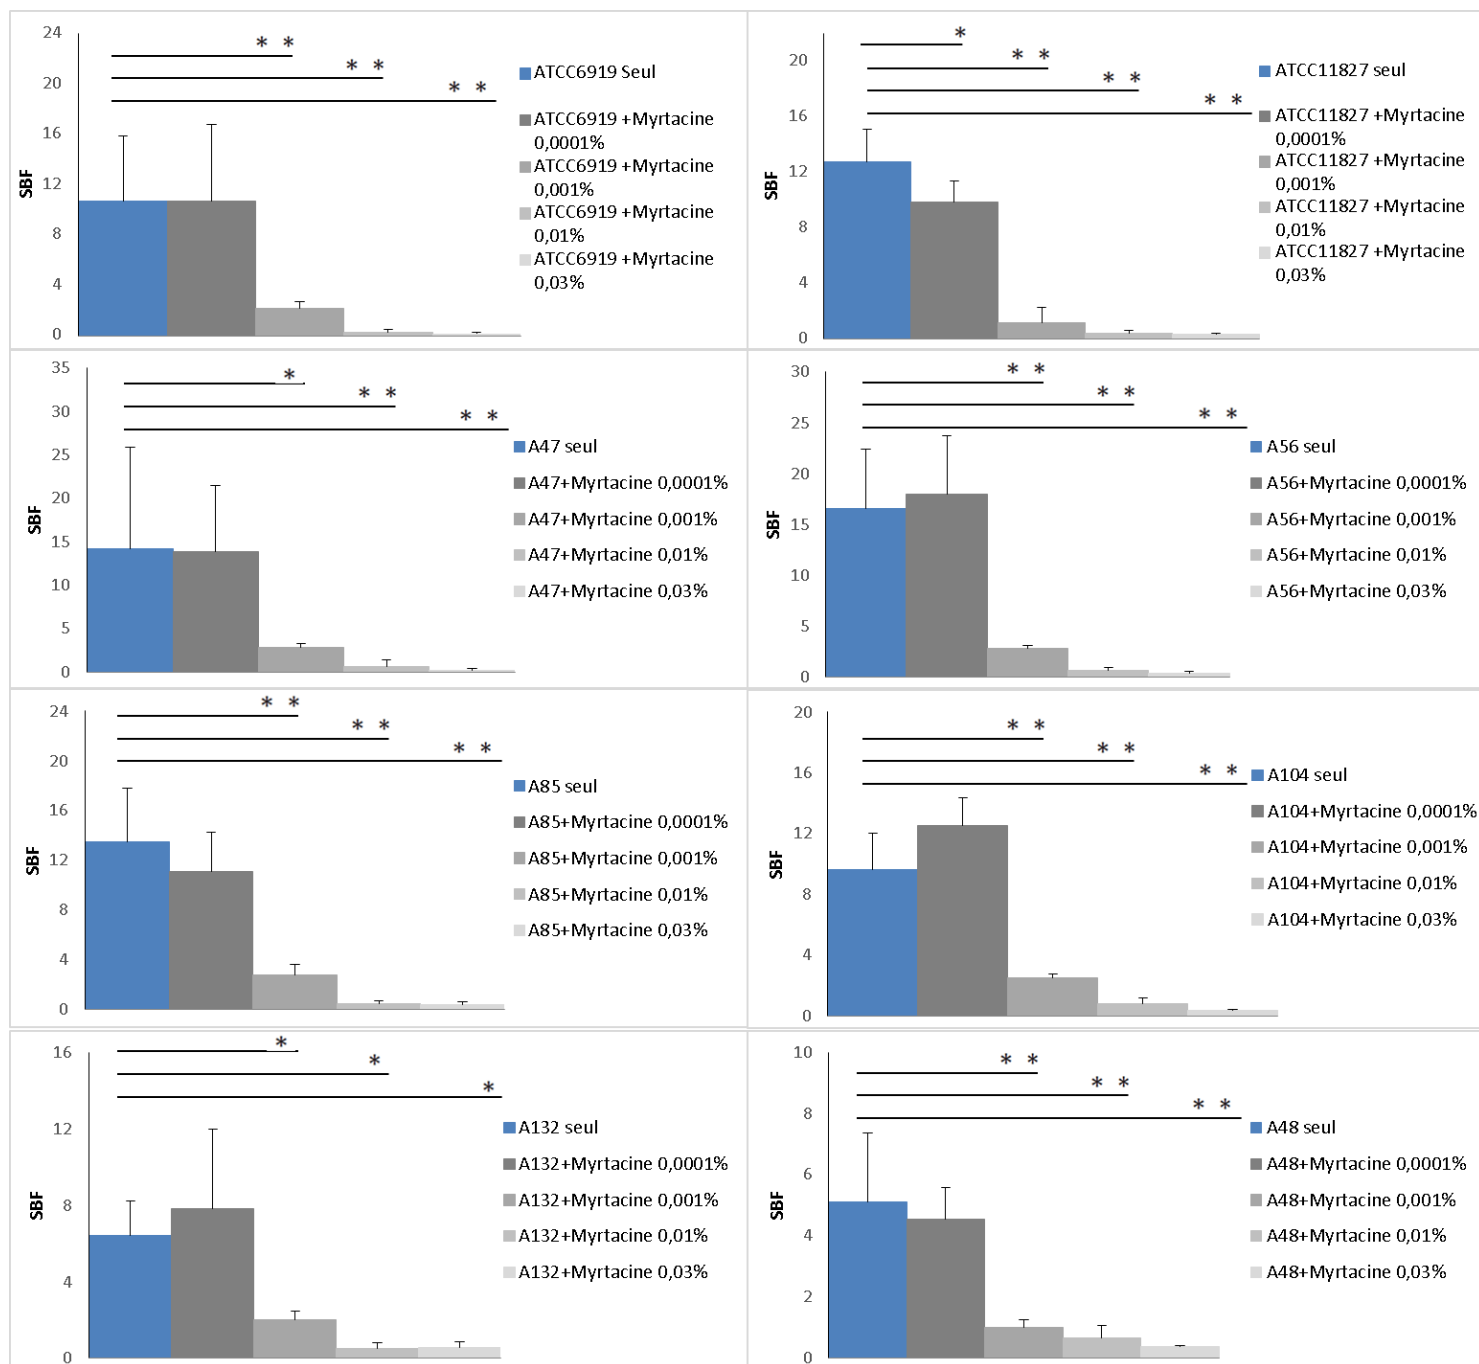 24
20
16
12
8
4
0
SBF
* *
* *
* *
ATCC6919 Seul
ATCC6919 +Myrtacine
0,0001%
ATCC6919 +Myrtacine
0,001%
ATCC6919 +Myrtacine
0,01%
ATCC6919 +Myrtacine
0,03%
20
16
12
8
4
0
SBF
*
* *
* *
* *
ATCC11827 seul
ATCC11827 +Myrtacine
0,0001%
ATCC11827 +Myrtacine
0,001%
ATCC11827 +Myrtacine
0,01%
ATCC11827 +Myrtacine
0,03%
35
30
25
20
15
10
5
0
SBF
*
* *
* *
A47 seul
A47+Myrtacine 0,0001%
A47+Myrtacine 0,001%
A47+Myrtacine 0,01%
A47+Myrtacine 0,03%
30
25
20
15
10
5
0
SBF
* *
* *
* *
A56 seul
A56+Myrtacine 0,0001%
A56+Myrtacine 0,001%
A56+Myrtacine 0,01%
A56+Myrtacine 0,03%
24
20
16
12
8
4
0
SBF
* *
* *
* *
A85 seul
A85+Myrtacine 0,0001%
A85+Myrtacine 0,001%
A85+Myrtacine 0,01%
A85+Myrtacine 0,03%
20
16
12
8
4
0
SBF
* *
* *
* *
A104 seul
A104+Myrtacine 0,0001%
A104+Myrtacine 0,001%
A104+Myrtacine 0,01%
A104+Myrtacine 0,03%
16
12
8
4
0
SBF
*
*
*
A132 seul
A132+Myrtacine 0,0001%
A132+Myrtacine 0,001%
A132+Myrtacine 0,01%
A132+Myrtacine 0,03%
10
8
6
4
2
0
SBF
* *
* *
* *
A48 seul
A48+Myrtacine 0,0001%
A48+Myrtacine 0,001%
A48+Myrtacine 0,01%
A48+Myrtacine 0,03%